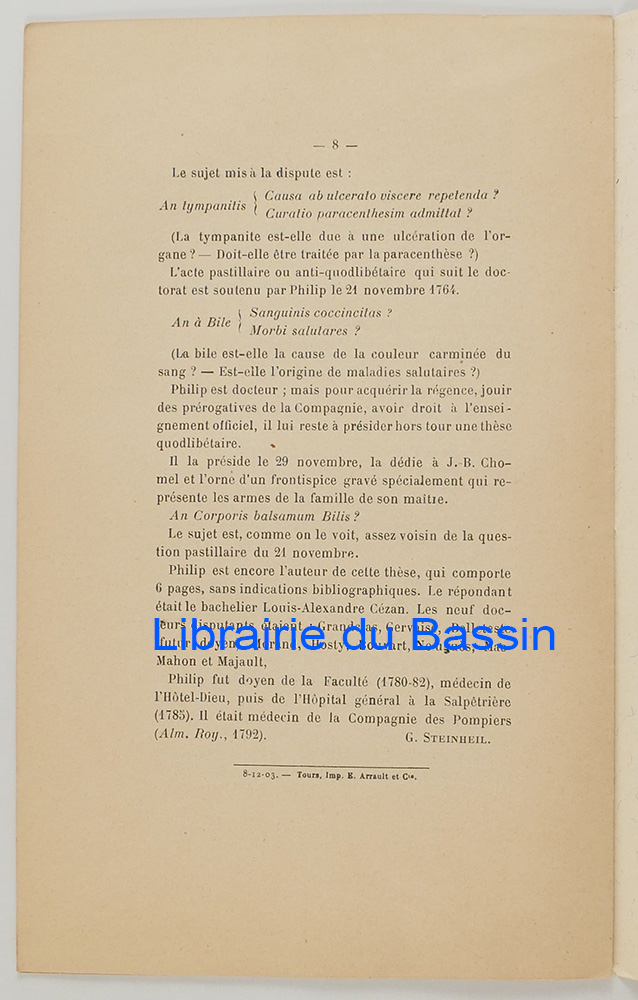 — 8 —
Le sujet mis à la dispute est :
An tympanitis { Causa ab ulcerato viscere repetenda ?
Curatio paracenthesim admittat ?
(La tympanite est-elle due à une ulcération de l'or-
gane ? — Doit-elle être traitée par la paracenthèse ?)
L'acte pastillaire ou anti-quodlibétaire qui suit le doc-
torat est soutenu par Philip le 21 novembre 1764.
An à Bile { Sanguinis coccincitas ?
Morbi salutares ?
(La bile est-elle la cause de la couleur carminée du
sang ? — Est-elle l'origine de maladies salutaires ?)
Philip est docteur ; mais pour acquérir la régence, jouir
des prérogatives de la Compagnie, avoir droit à l'ensei-
gnement officiel, il lui reste à présider hors tour une thèse
quodlibétaire.
Il la préside le 29 novembre, la dédie à J.-B. Cho-
mel et l'orne d'un frontispice gravé spécialement qui re-
présente les armes de la famille de son maître.
An Corporis balsamum Bilis ?
Le sujet est, comme on le voit, assez voisin de la ques-
tion pastillaire du 21 novembre.
Philip est encore l'auteur de cette thèse, qui comporte
6 pages, sans indications bibliographiques. Le répondant
était le bachelier Louis-Alexandre Cézan. Les neuf doc-
teurs disputants étaient : Grandclas, Gervaise,
Librairie du Bassin
Mahon et Majault,
Philip fut doyen de la Faculté (1780-82), médecin de
l'Hôtel-Dieu, puis de l'Hôpital général à la Salpêtrière
(1785). Il était médecin de la Compagnie des Pompiers
(Alm. Roy., 1792). G. STEINHEIL.
8-12-03. — Tours, Imp. E. Arrault et Cie.